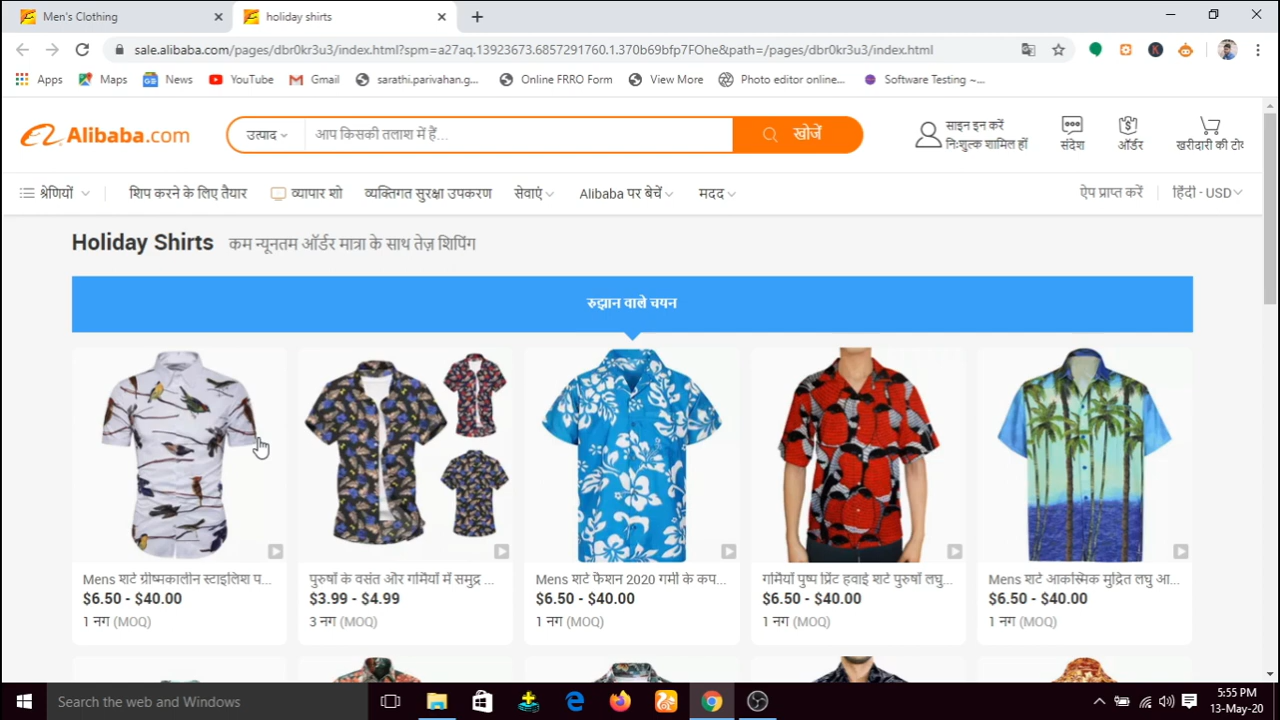 Men's Clothing
holiday shirts
sale.alibaba.com/pages/dbr0kr3u3/index.html?spm=a27aq.13923673.6857291760.1.370b69bfp7FOhe&path=/pages/dbr0kr3u3/index.html
Apps
Maps
News
YouTube
Gmail
sarathi.parivahan.g...
Online FRRO Form
View More
Photo editor online...
Software Testing ~...
Alibaba.com
उत्पाद
आप किसकी तलाश में हैं...
खोजें
साइन इन करें
निःशुल्क शामिल हों
संदेश
ऑर्डर
खरीदारी की टो
श्रेणियों
शिप करने के लिए तैयार
व्यापार शो
व्यक्तिगत सुरक्षा उपकरण
सेवाएं
Alibaba पर बेचें
मदद
ऐप प्राप्त करें
हिंदी - USD
Holiday Shirts कम न्यूनतम ऑर्डर मात्रा के साथ तेज़ शिपिंग
रुझान वाले चयन
Mens शर्ट ग्रीष्मकालीन स्टाइलिश प...
$6.50 - $40.00
1 नग (MOQ)
पुरुषों के वसंत और गर्मियों में समुद्र ...
$3.99 - $4.99
3 नग (MOQ)
Mens शर्ट फैशन 2020 गर्मी के कप...
$6.50 - $40.00
1 नग (MOQ)
गर्मियों पुष्प प्रिंट हवाई शर्ट पुरुषों लघु...
$6.50 - $40.00
1 नग (MOQ)
Mens शर्ट आकस्मिक मुद्रित लघु आ...
$6.50 - $40.00
1 नग (MOQ)
Search the web and Windows
5:55 PM
13-May-20